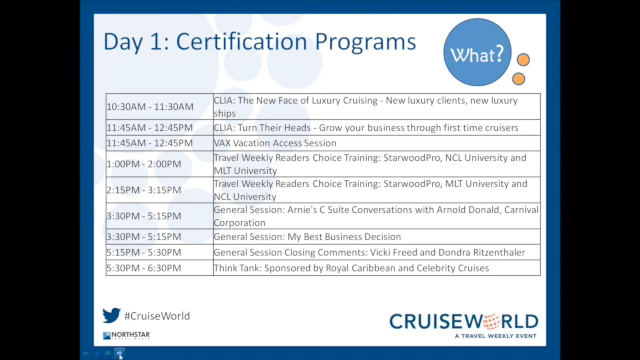 Day 1: Certification Programs
What?
10:30AM - 11:30AM CLIA: The New Face of Luxury Cruising - New luxury clients, new luxury
ships
11:45AM - 12:45PM CLIA: Turn Their Heads - Grow your business through first time cruisers
11:45AM - 12:45PM VAX Vacation Access Session
1:00PM - 2:00PM Travel Weekly Readers Choice Training: StarwoodPro, NCL University and
MLT University
2:15PM - 3:15PM Travel Weekly Readers Choice Training: StarwoodPro, MLT University and
NCL University
3:30PM - 5:15PM General Session: Arnie's C Suite Conversations with Arnold Donald, Carnival
Corporation
3:30PM - 5:15PM General Session: My Best Business Decision
5:15PM - 5:30PM General Session Closing Comments: Vicki Freed and Dondra Ritzenthaler
5:30PM - 6:30PM Think Tank: Sponsored by Royal Caribbean and Celebrity Cruises
#CruiseWorld
NORTHSTAR
CRUISEWORLD
A TRAVEL WEEKLY EVENT